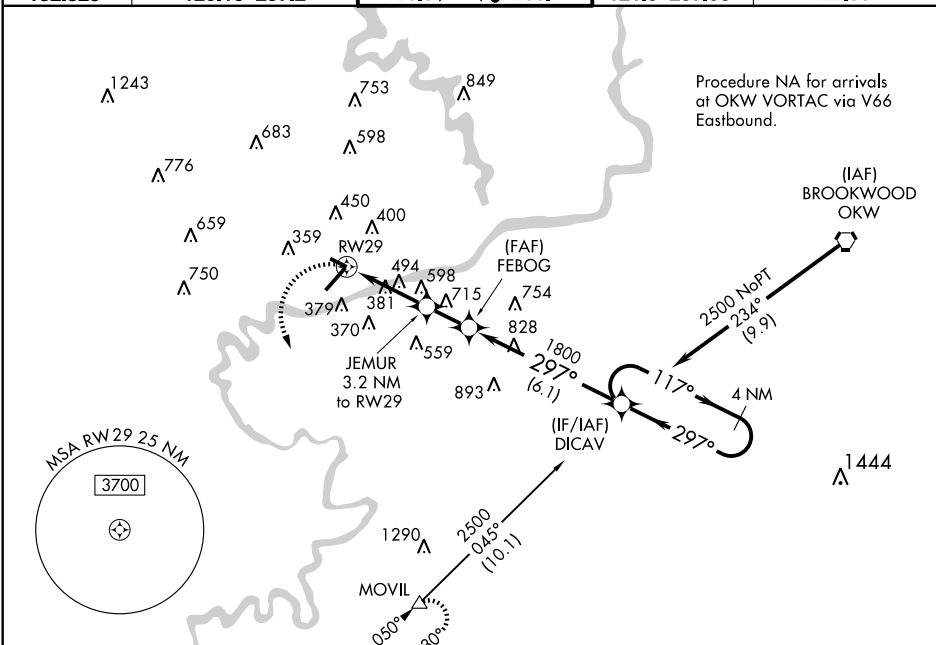 1243
753
849
Procedure NA for arrivals
at OKW VORTAC via V66
Eastbound.
683
598
776
(IAF)
BROOKWOOD
OKW
450
400
659
359
RW29
(FAF)
FEBOG
494
598
750
2500 NoPT
234°
(9.9)
379
381
715
754
370
828
559
JEMUR
3.2 NM
to RW29
1800
297°
(6.1)
893
117°
4 NM
(IF/IAF)
DICAV
297°
MSA RW29 25 NM
3700
1444
1290
2500
045°
(10.1)
MOVIL
050°